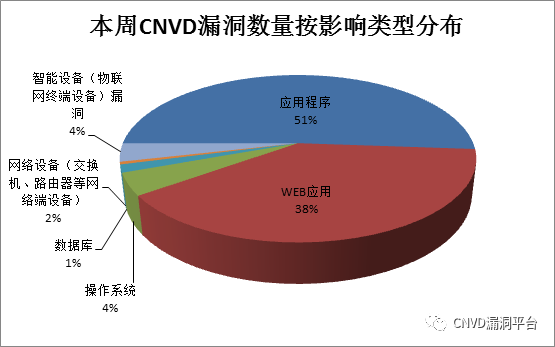 本周CNVD漏洞数量按影响类型分布
智能设备（物联
网终端设备）漏
洞
4%
应用程序
51%
网络设备（交换
机、路由器等网
络端设备）
2%
WEB应用
38%
数据库
1%
操作系统
4%
CNVD漏洞平台